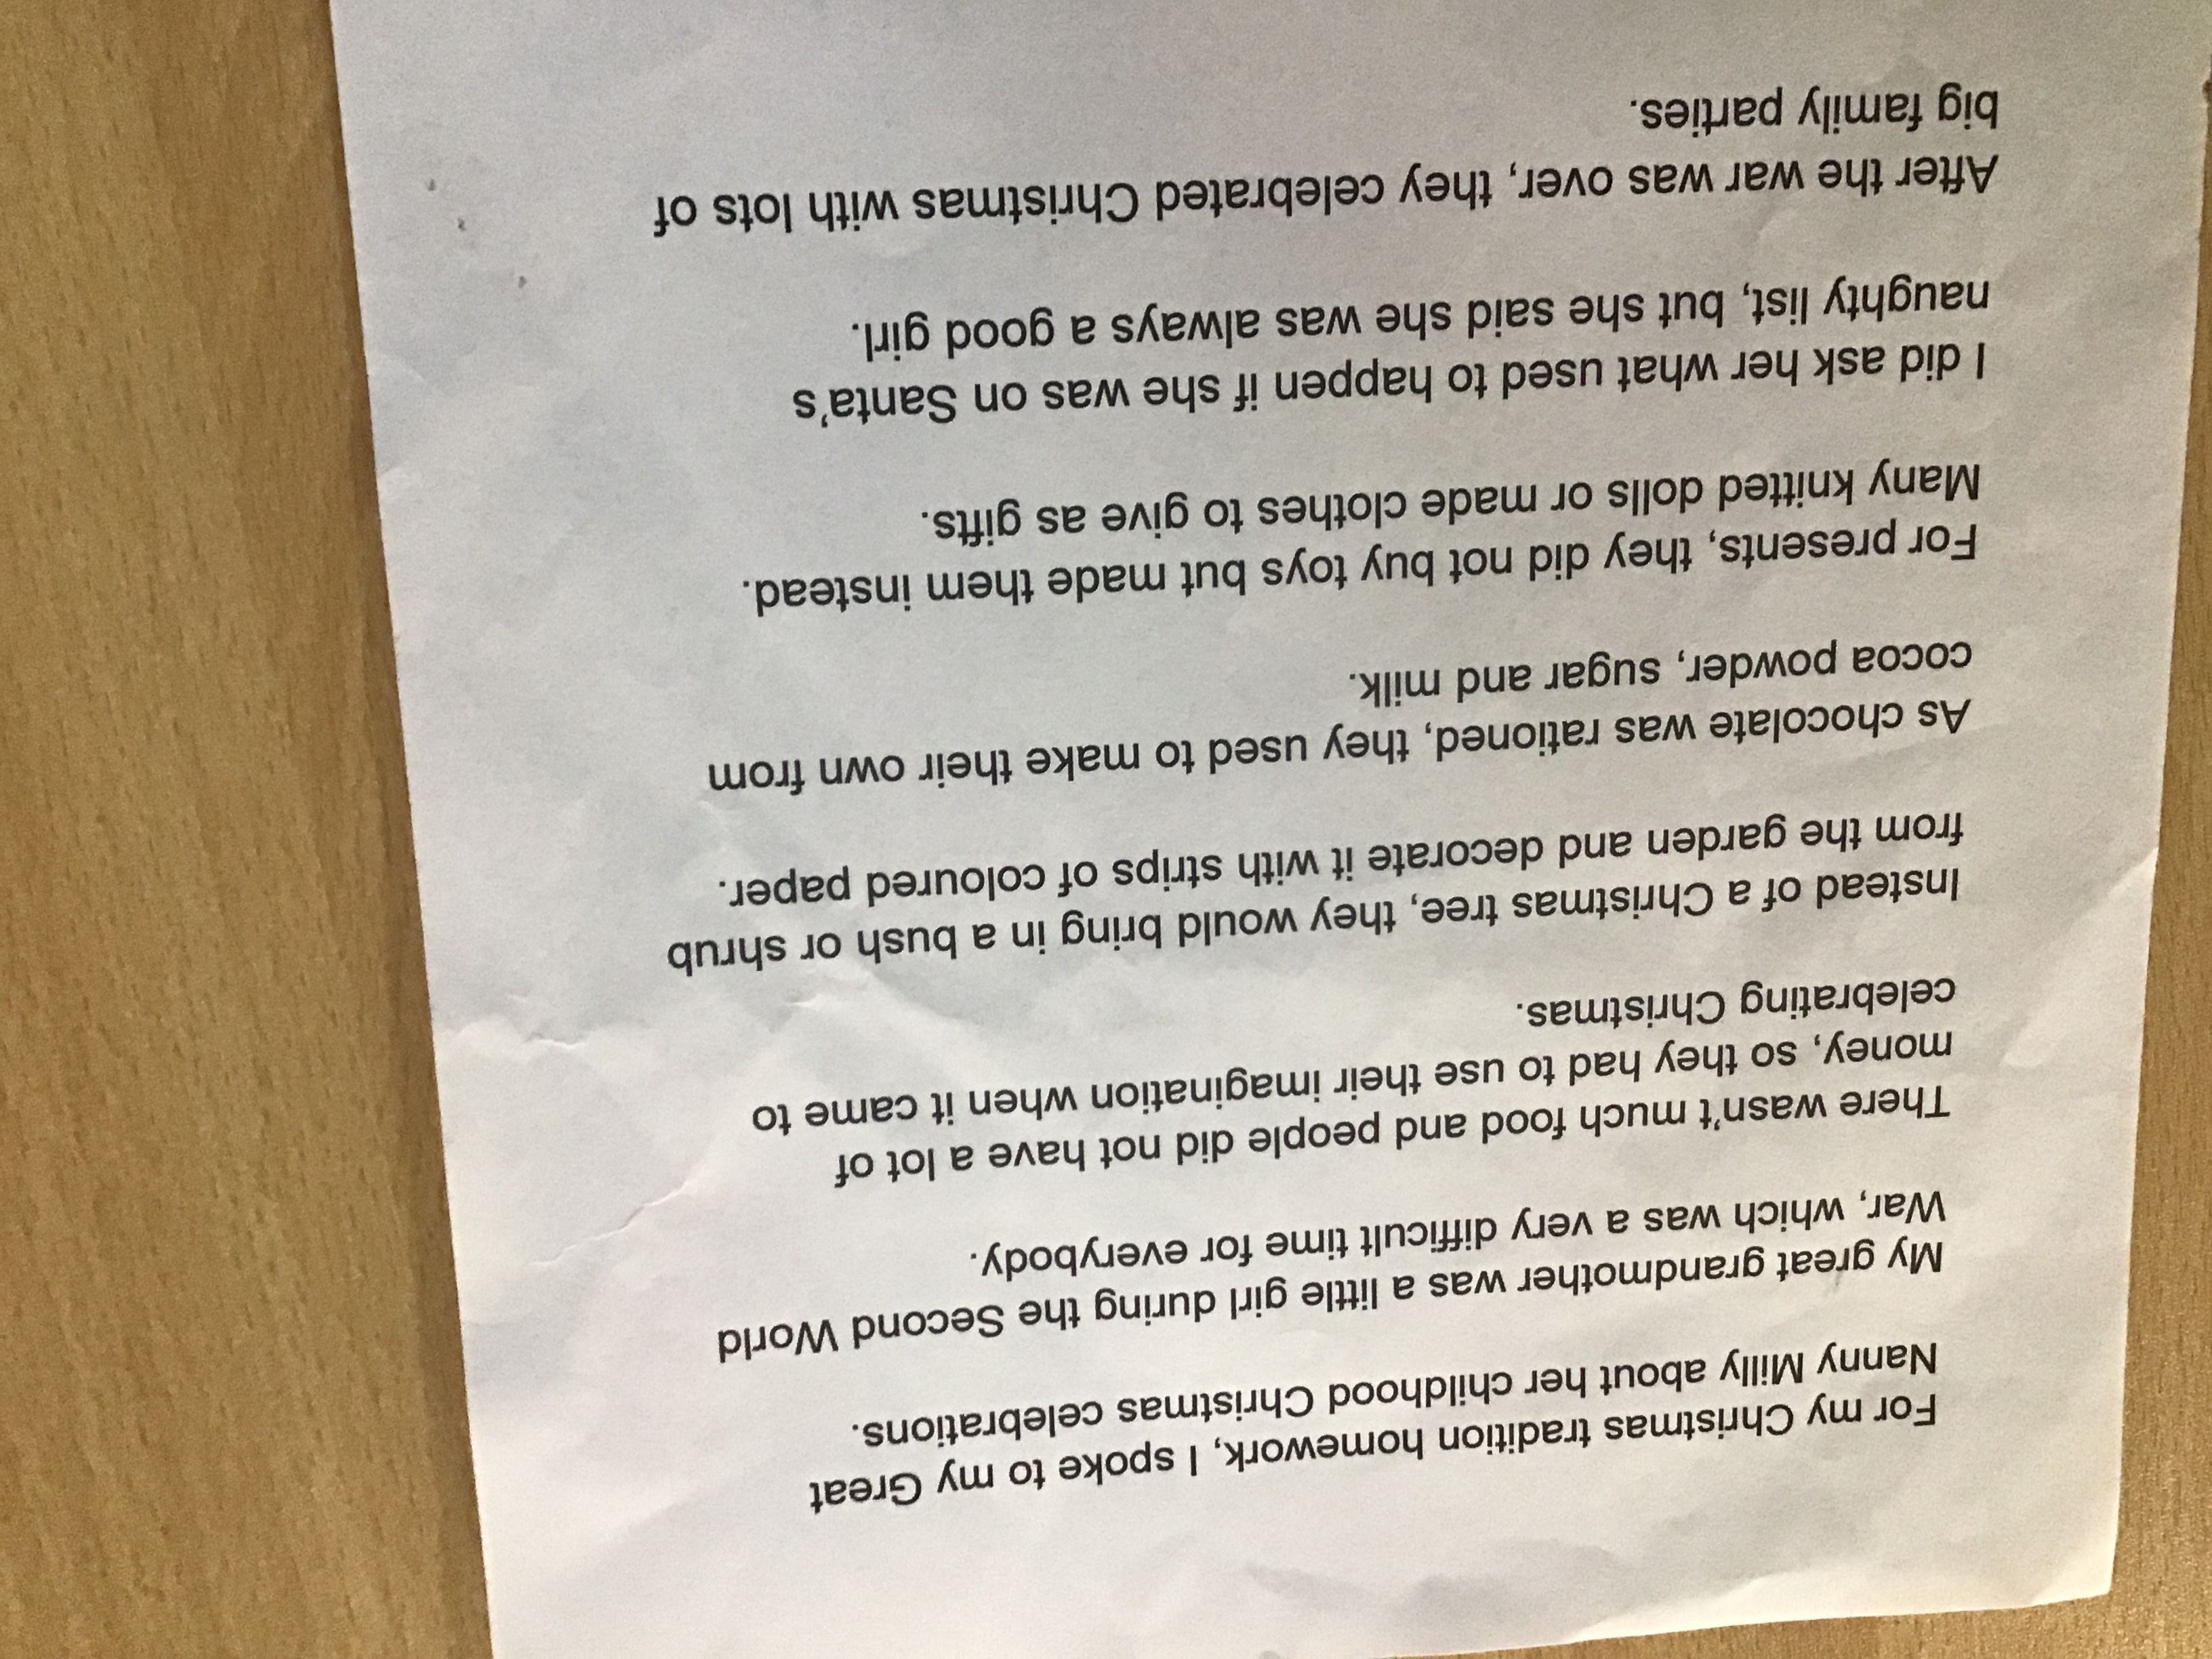 For my Christmas tradition homework, I spoke to my Great
Nanny Milly about her childhood Christmas celebrations.
My great grandmother was a little girl during the Second World
War, which was a very difficult time for everybody.
There wasn't much food and people did not have a lot of
money, so they had to use their imagination when it came to
celebrating Christmas.
Instead of a Christmas tree, they would bring in a bush or shrub
from the garden and decorate it with strips of coloured paper.
As chocolate was rationed, they used to make their own from
cocoa powder, sugar and milk.
For presents, they did not buy toys but made them instead.
Many knitted dolls or made clothes to give as gifts.
I did ask her what used to happen if she was on Santa's
naughty list, but she said she was always a good girl.
After the war was over, they celebrated Christmas with lots of
big family parties.